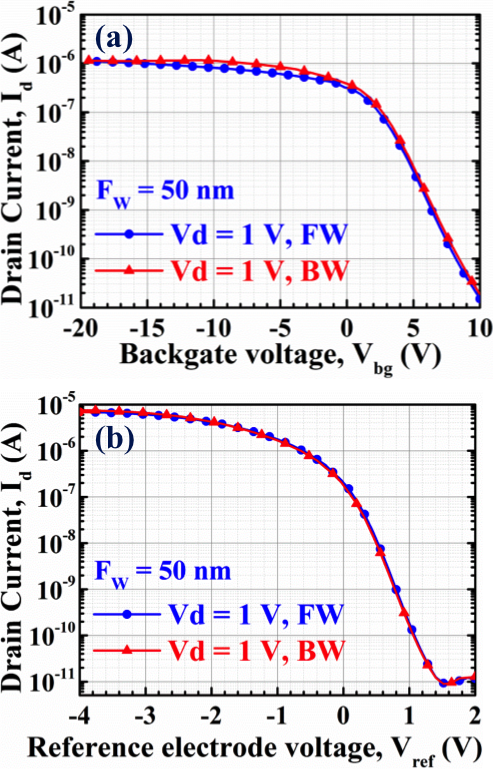 (a)
Drain Current, I_d (A)
10^-5
10^-6
10^-7
10^-8
10^-9
10^-10
10^-11
F_W = 50 nm
Vd = 1 V, FW
Vd = 1 V, BW
-20 -15 -10 -5 0 5 10
Backgate voltage, V_bg (V)
(b)
Drain Current, I_d (A)
10^-5
10^-6
10^-7
10^-8
10^-9
10^-10
10^-11
F_W = 50 nm
Vd = 1 V, FW
Vd = 1 V, BW
-4 -3 -2 -1 0 1 2
Reference electrode voltage, V_ref (V)